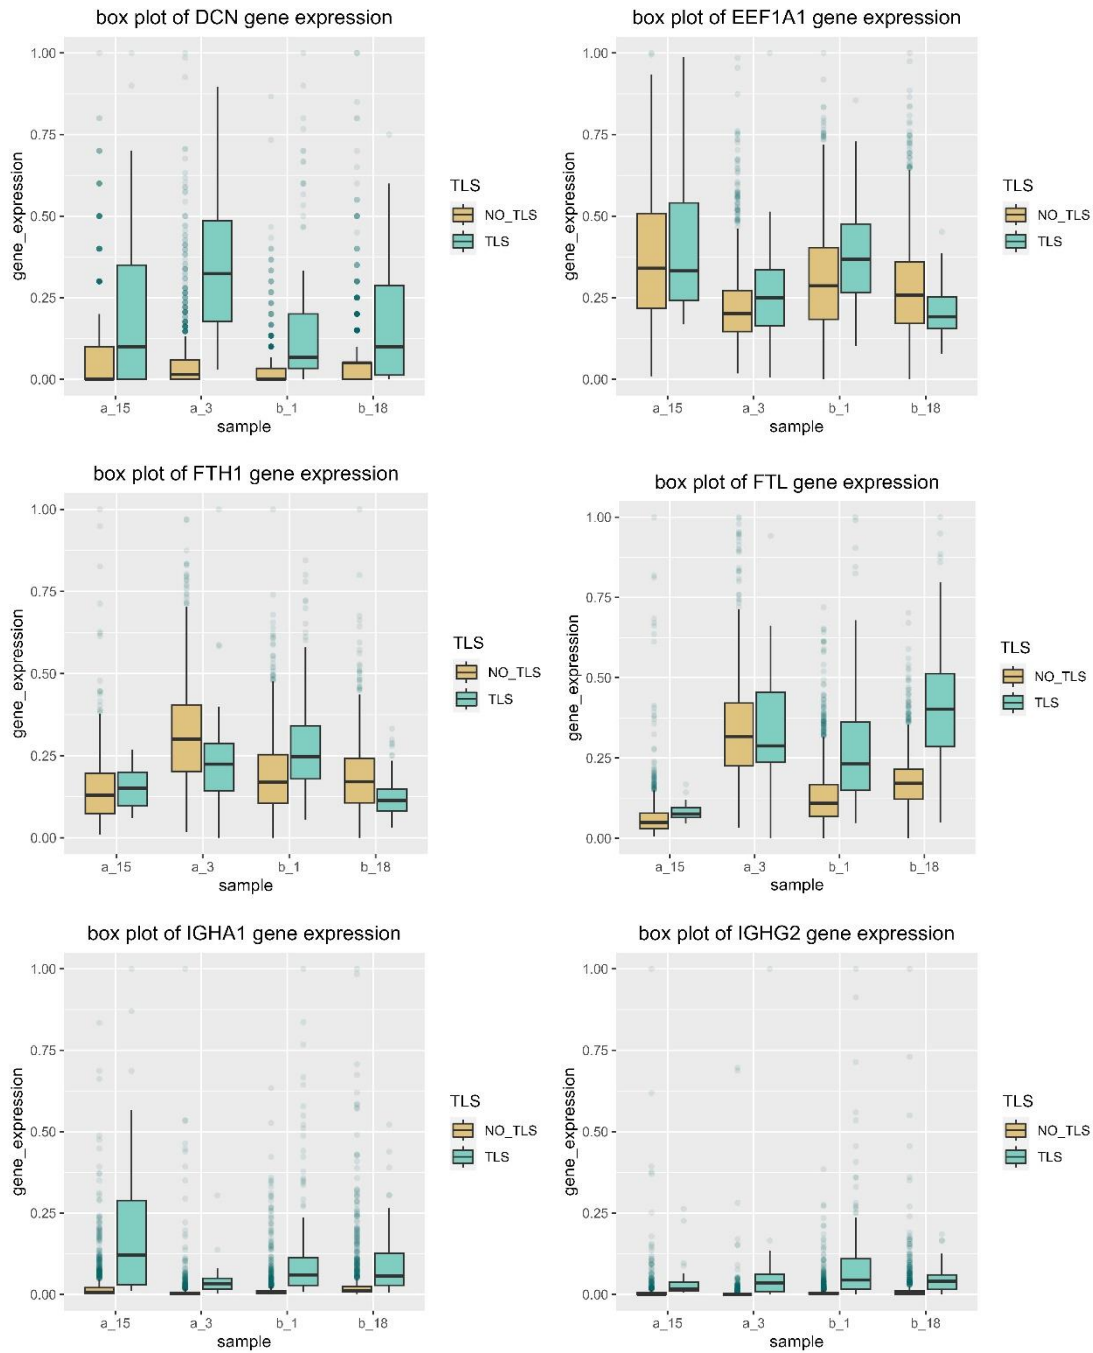 box plot of DCN gene expression
1.00
0.75
0.50
0.25
0.00
gene_expression
a_15 a_3 b_1 b_18
sample
TLS
NO_TLS
TLS
box plot of EEF1A1 gene expression
1.00
0.75
0.50
0.25
0.00
gene_expression
a_15 a_3 b_1 b_18
sample
TLS
NO_TLS
TLS
box plot of FTH1 gene expression
1.00
0.75
0.50
0.25
0.00
gene_expression
a_15 a_3 b_1 b_18
sample
TLS
NO_TLS
TLS
box plot of FTL gene expression
1.00
0.75
0.50
0.25
0.00
gene_expression
a_15 a_3 b_1 b_18
sample
TLS
NO_TLS
TLS
box plot of IGHA1 gene expression
1.00
0.75
0.50
0.25
0.00
gene_expression
a_15 a_3 b_1 b_18
sample
TLS
NO_TLS
TLS
box plot of IGHG2 gene expression
1.00
0.75
0.50
0.25
0.00
gene_expression
a_15 a_3 b_1 b_18
sample
TLS
NO_TLS
TLS